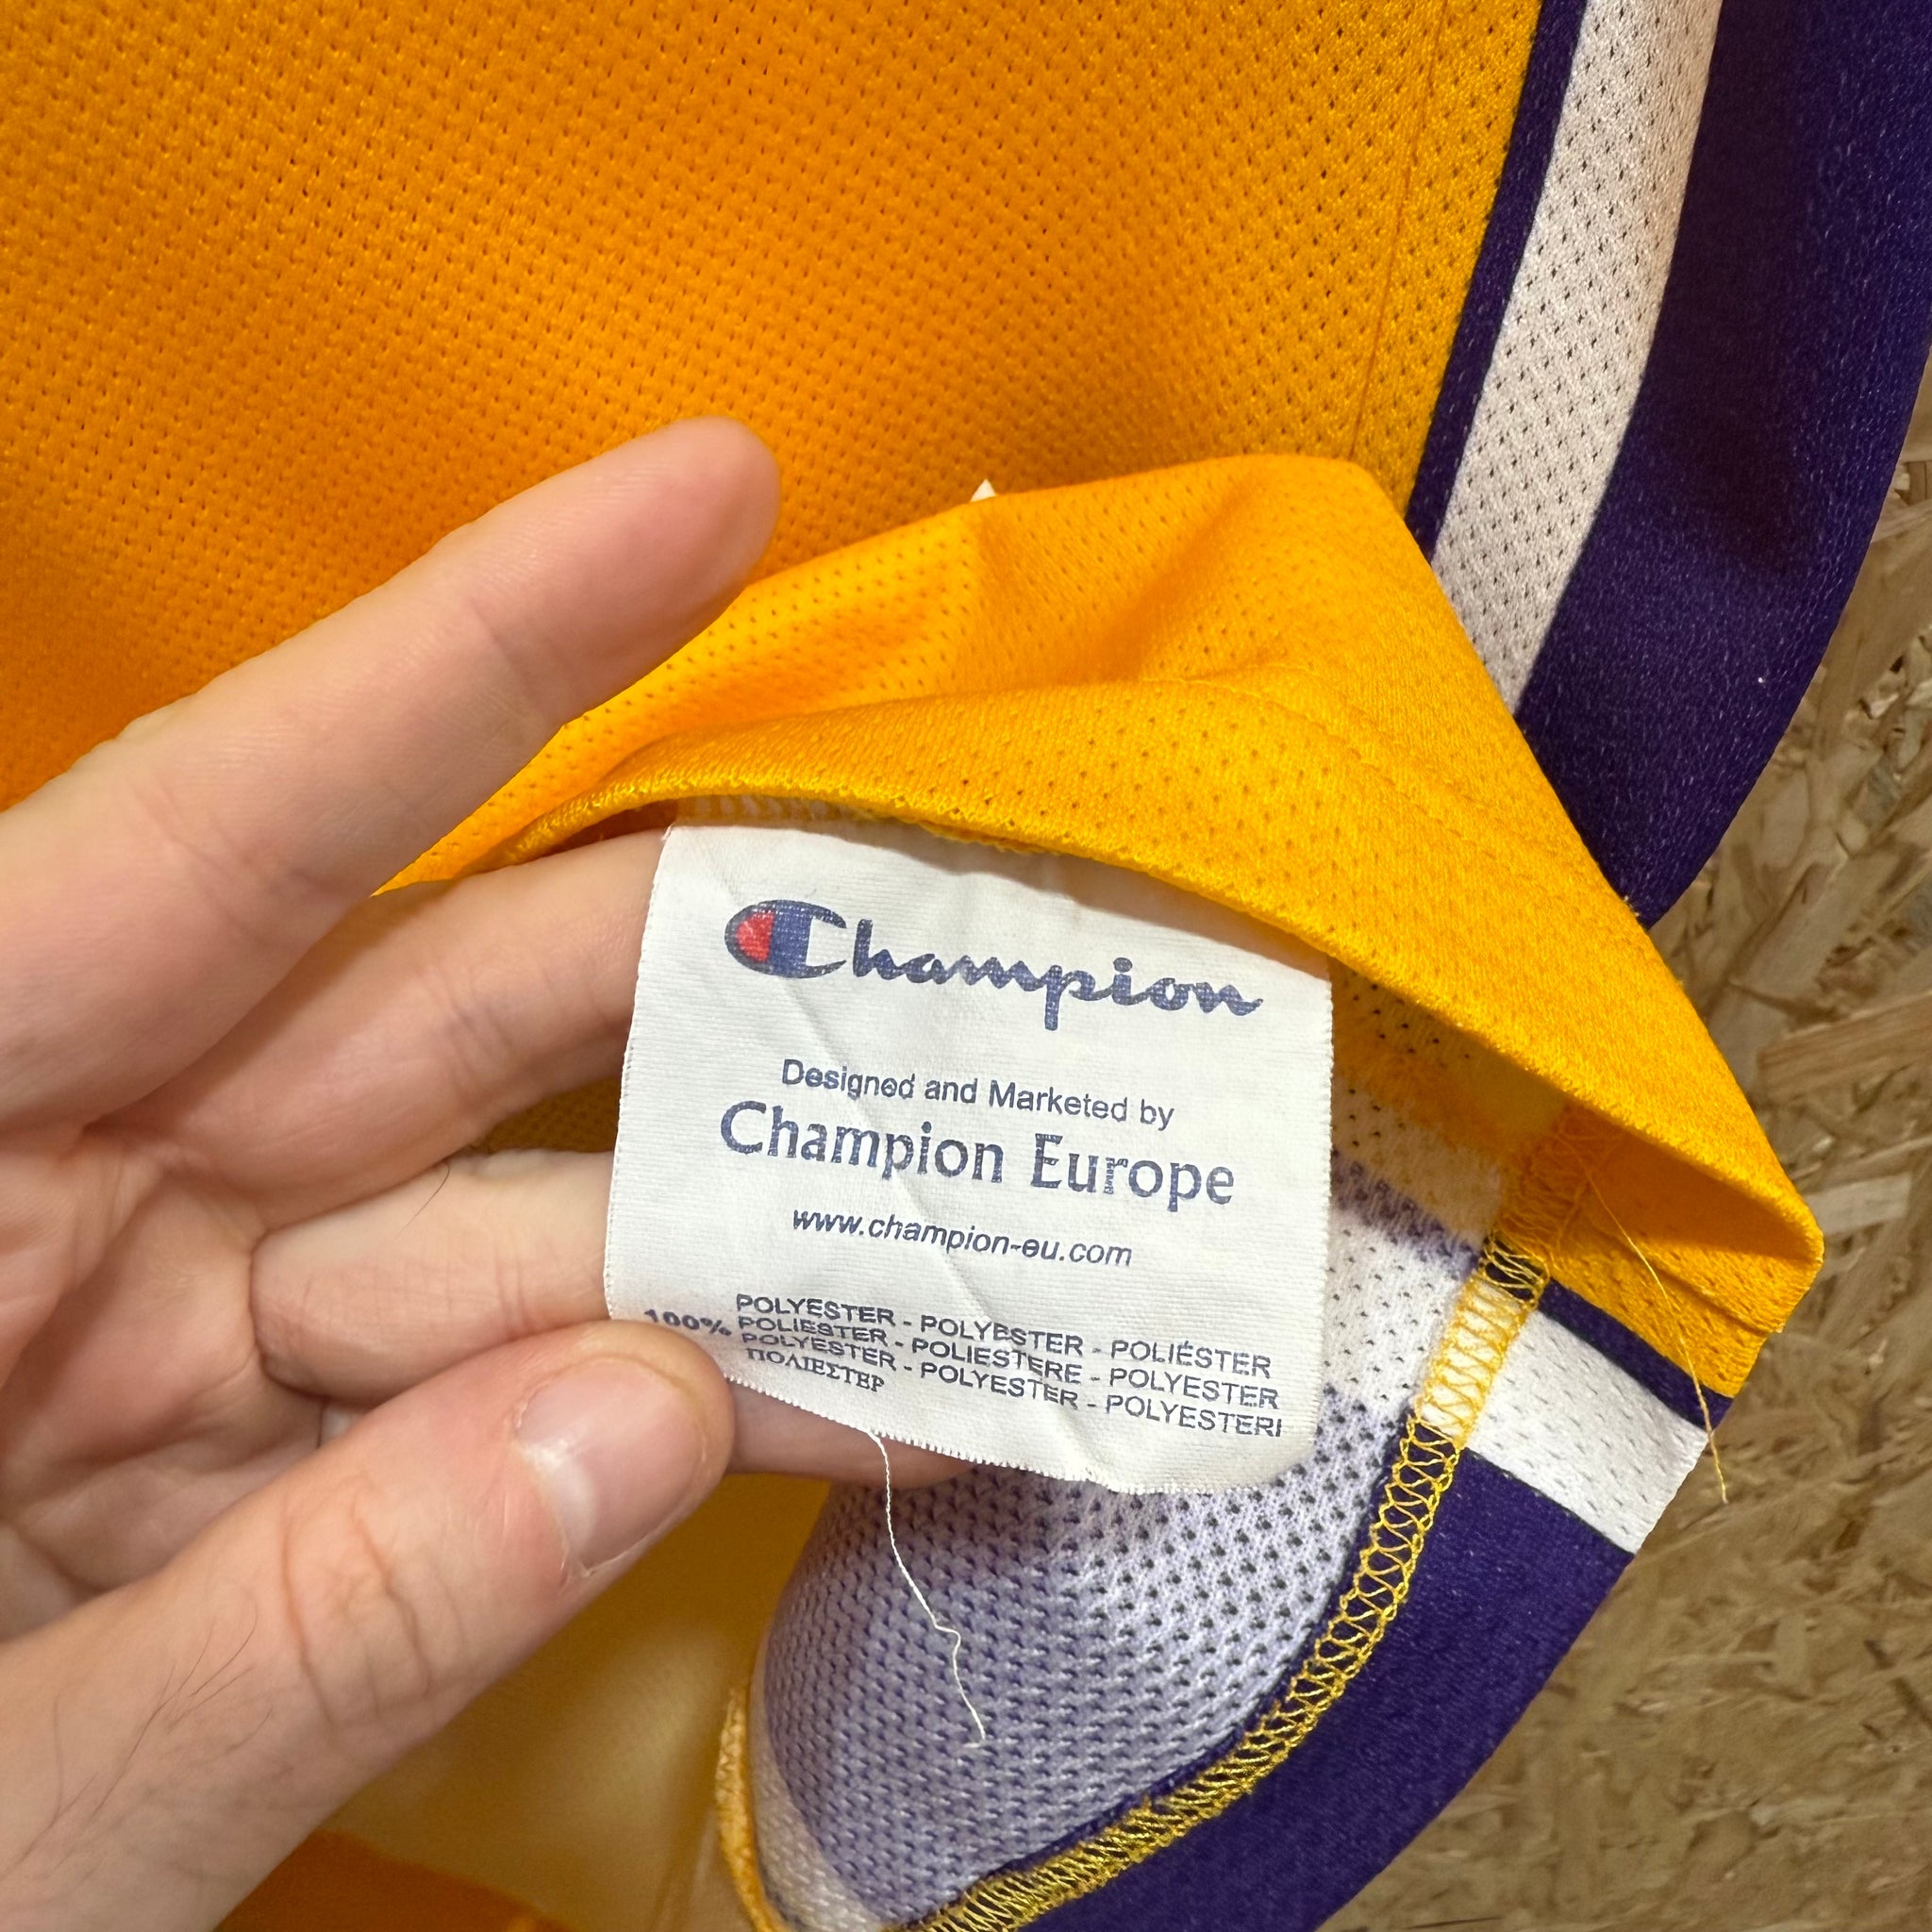 Champion
Designed and Marketed by
Champion Europe
www.champion-eu.com
POLYESTER - POLYESTER - POLIÉSTER
100% POLIESTER - POLIESTERE - POLYESTER
POLYESTER - POLYESTER - POLYESTERI
ΠΟΛΙΕΣΤΕΡ